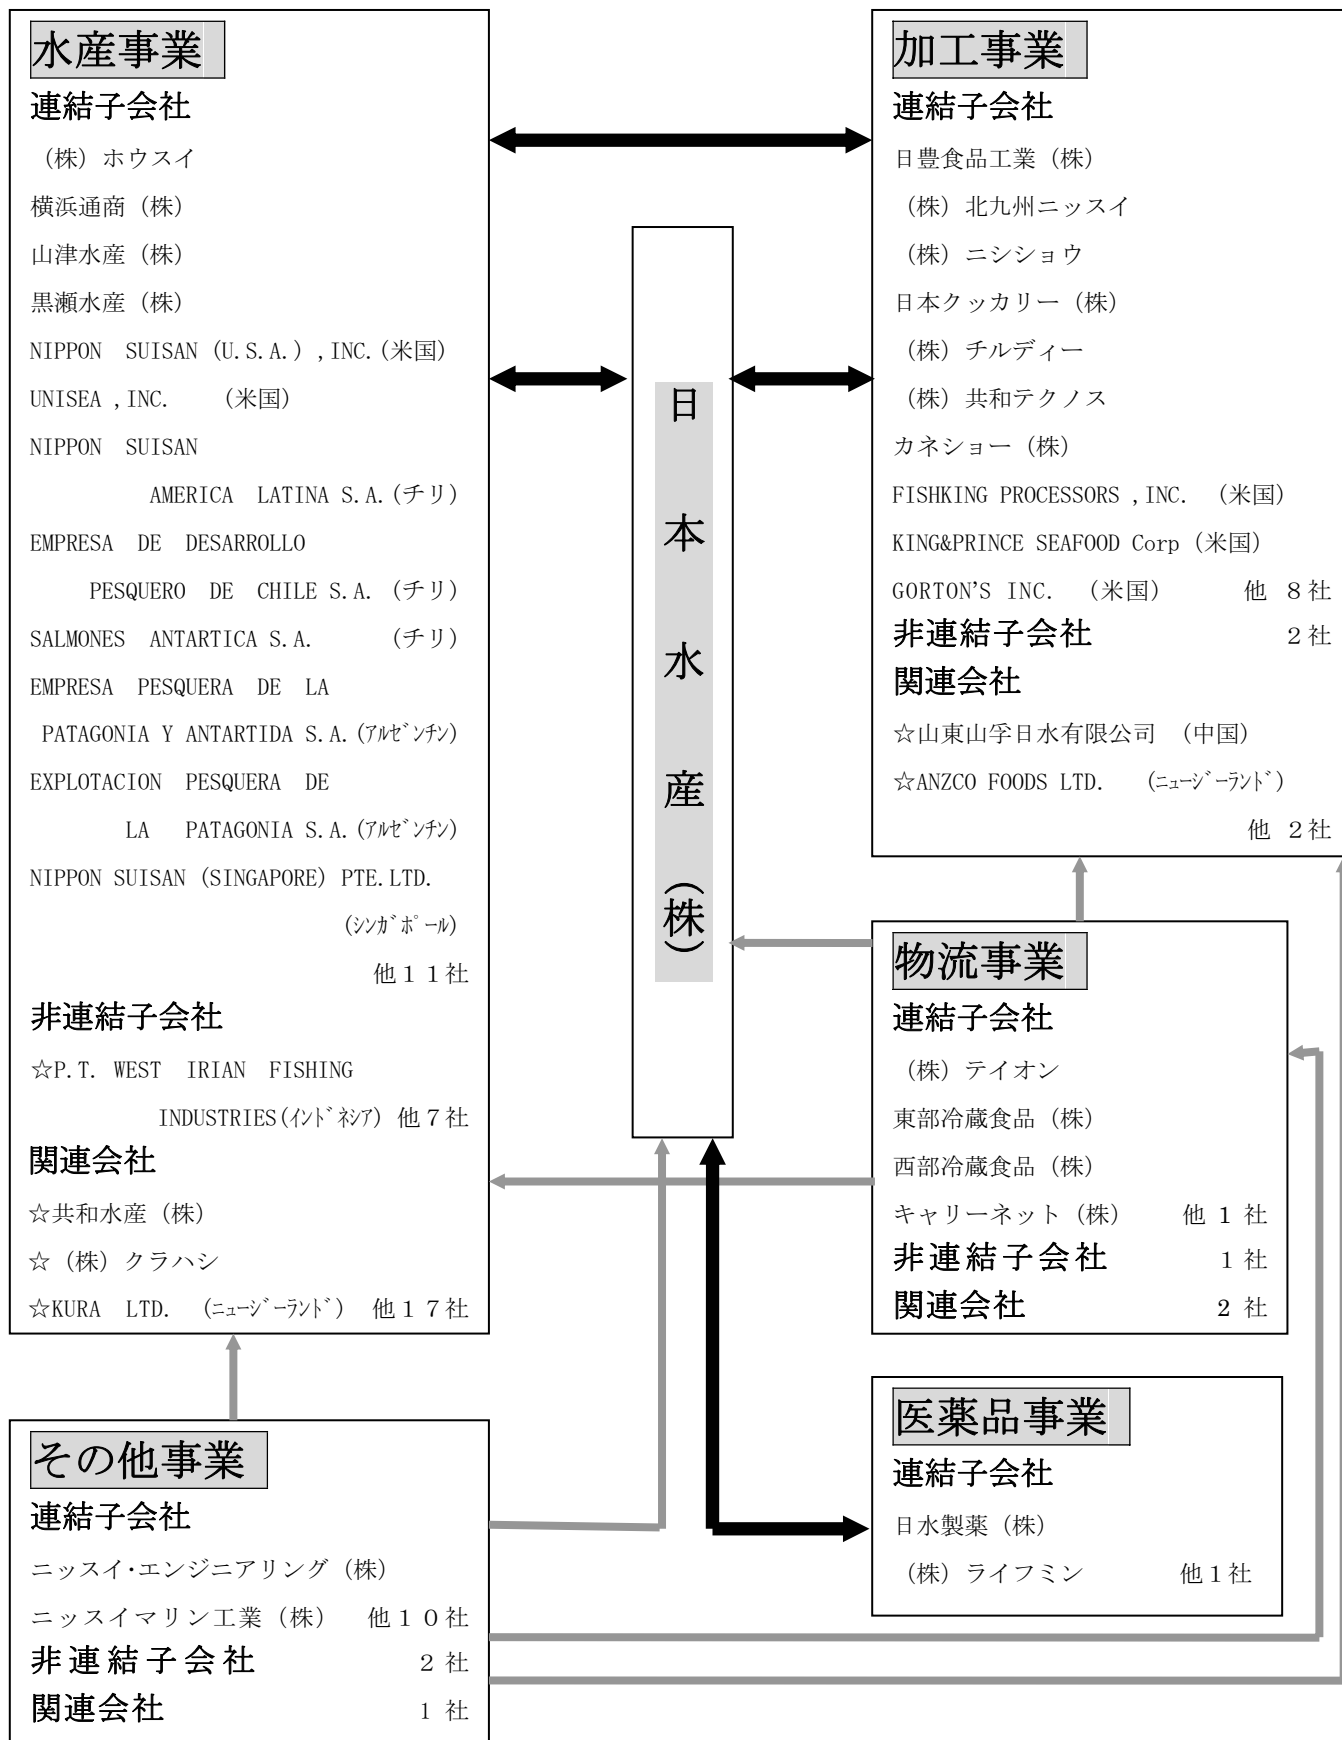 水産事業
連結子会社
（株）ホウスイ
横浜通商（株）
山津水産（株）
黒瀬水産（株）
NIPPON SUISAN (U.S.A.) ,INC.(米国)
UNISEA ,INC. （米国）
NIPPON SUISAN
AMERICA LATINA S.A.(チリ)
EMPRESA DE DESARROLLO
PESQUERO DE CHILE S.A. (チリ)
SALMONES ANTARTICA S.A. (チリ)
EMPRESA PESQUERA DE LA
PATAGONIA Y ANTARTIDA S.A.(ｱﾙｾﾞﾝﾁﾝ)
EXPLOTACION PESQUERA DE
LA PATAGONIA S.A.(ｱﾙｾﾞﾝﾁﾝ)
NIPPON SUISAN (SINGAPORE) PTE.LTD.
(ｼﾝｶﾞﾎﾟｰﾙ)
他１１社
非連結子会社
☆P.T. WEST IRIAN FISHING
INDUSTRIES(ｲﾝﾄﾞﾈｼｱ) 他７社
関連会社
☆共和水産（株）
☆（株）クラハシ
☆KURA LTD. (ﾆｭｰｼﾞｰﾗﾝﾄﾞ) 他１７社
日本水産（株）
加工事業
連結子会社
日豊食品工業（株）
（株）北九州ニッスイ
（株）ニシショウ
日本クッカリー（株）
（株）チルディー
（株）共和テクノス
カネショー（株）
FISHKING PROCESSORS ,INC. （米国）
KING&PRINCE SEAFOOD Corp（米国）
GORTON'S INC. （米国） 他 ８社
非連結子会社 ２社
関連会社
☆山東山孚日水有限公司 （中国）
☆ANZCO FOODS LTD. (ﾆｭｰｼﾞｰﾗﾝﾄﾞ)
他 ２社
物流事業
連結子会社
（株）テイオン
東部冷蔵食品（株）
西部冷蔵食品（株）
キャリーネット（株） 他 1 社
非連結子会社 1 社
関連会社 2 社
医薬品事業
連結子会社
日水製薬（株）
（株）ライフミン 他１社
その他事業
連結子会社
ニッスイ･エンジニアリング（株）
ニッスイマリン工業（株） 他１０社
非連結子会社 ２ 社
関連会社 1 社